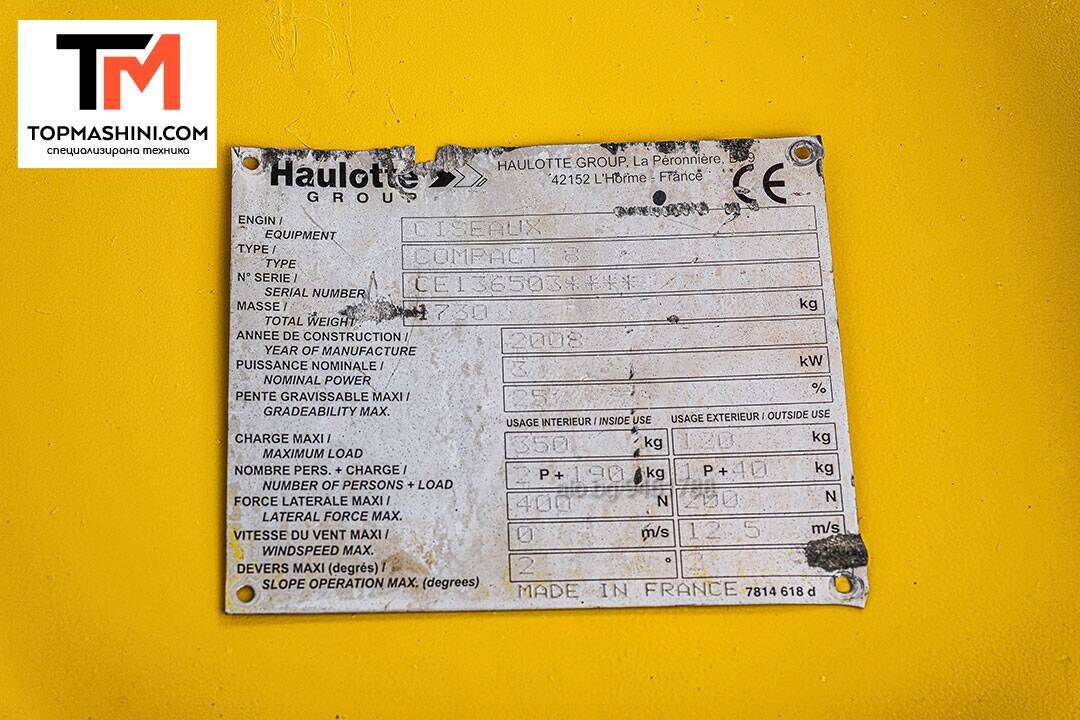 TM
TOPMASHINI.COM
специализирана техника
Haulotte
GROUP
HAULOTTE GROUP, La Péronnière,
42152 L'Horme - France
CE
ENGIN /
EQUIPMENT
CISEAUX
TYPE /
TYPE
COMPACT 8
N° SERIE /
SERIAL NUMBER
CE136503****
MASSE /
TOTAL WEIGHT
1730 kg
ANNEE DE CONSTRUCTION /
YEAR OF MANUFACTURE
2008
PUISSANCE NOMINALE /
NOMINAL POWER
3 kW
PENTE GRAVISSABLE MAXI /
GRADEABILITY MAX.
25 %
USAGE INTERIEUR / INSIDE USE USAGE EXTERIEUR / OUTSIDE USE
CHARGE MAXI /
MAXIMUM LOAD
350 kg 120 kg
NOMBRE PERS. + CHARGE /
NUMBER OF PERSONS + LOAD
2 P + 190 kg 1 P + 40 kg
FORCE LATERALE MAXI /
LATERAL FORCE MAX.
400 N 200 N
VITESSE DU VENT MAXI /
WINDSPEED MAX.
0 m/s 12.5 m/s
DEVERS MAXI (degrés) /
SLOPE OPERATION MAX. (degrees)
2 °
MADE IN FRANCE 7814 618 d